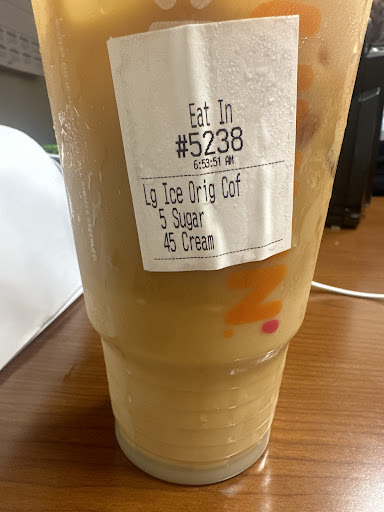 Eat In
#5238
6:53:51 AM
Lg Ice Orig Cof
5 Sugar
45 Cream